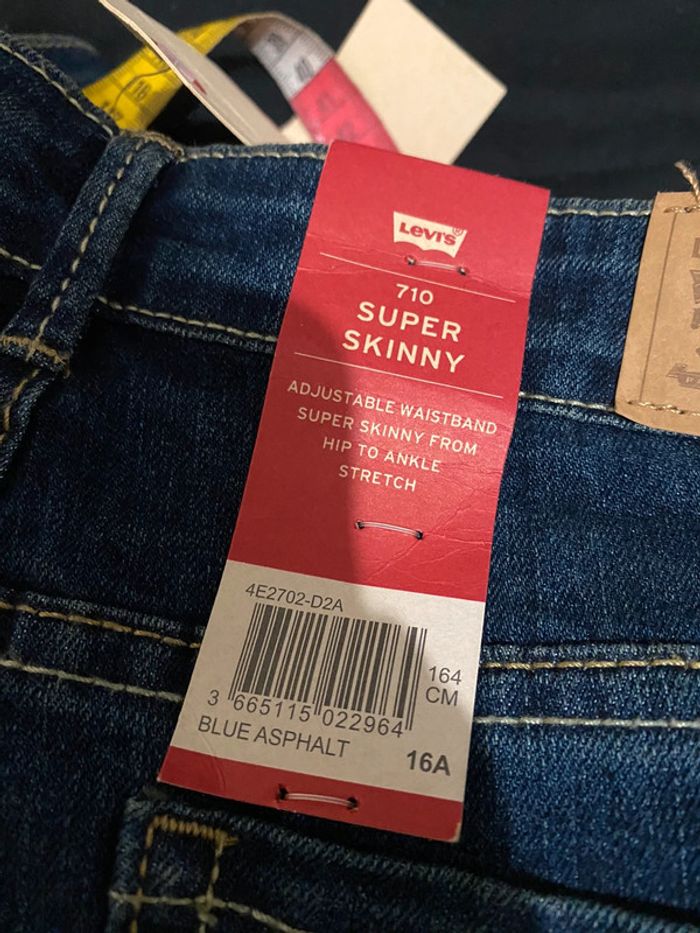 LEVI'S
710
SUPER
SKINNY
ADJUSTABLE WAISTBAND
SUPER SKINNY FROM
HIP TO ANKLE
STRETCH
4E2702-D2A
164
CM
3 665115 022964
BLUE ASPHALT
16A